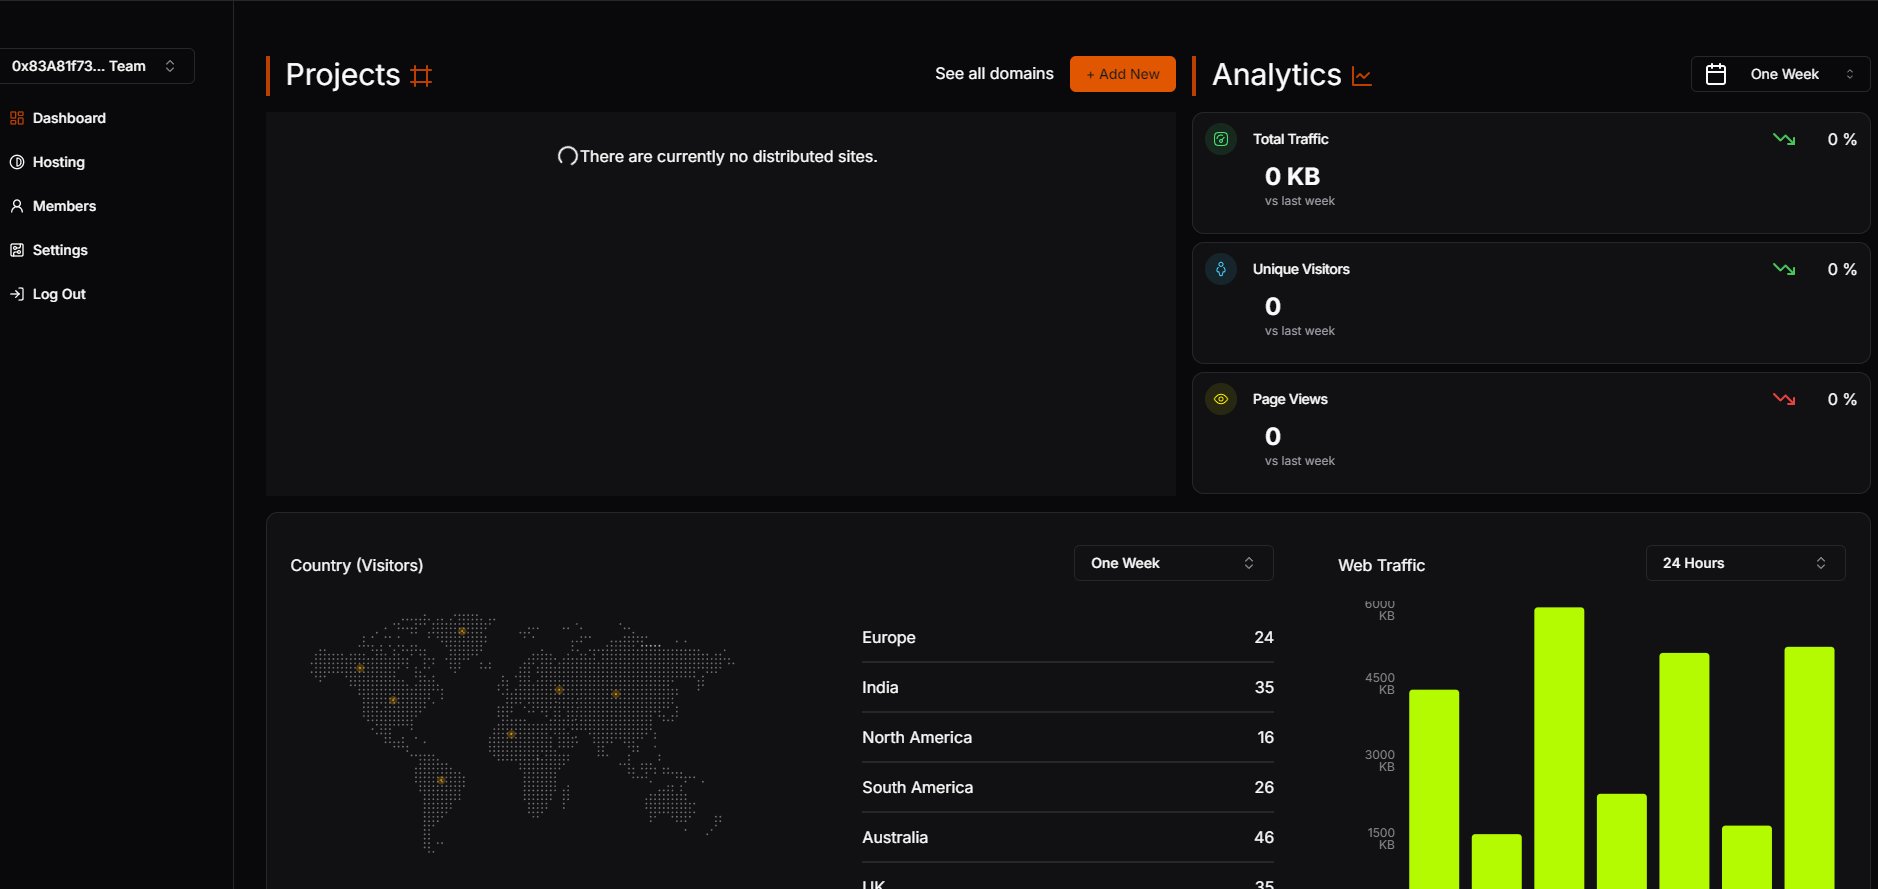 0x83A81f73... Team
Dashboard
Hosting
Members
Settings
Log Out
Projects
See all domains
+ Add New
There are currently no distributed sites.
Analytics
One Week
Total Traffic
0 %
0 KB
vs last week
Unique Visitors
0 %
0
vs last week
Page Views
0 %
0
vs last week
Country (Visitors)
One Week
Europe 24
India 35
North America 16
South America 26
Australia 46
UK 35
Web Traffic
24 Hours
6000
KB
4500
KB
3000
KB
1500
KB